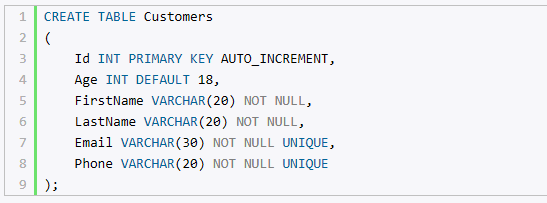 1 CREATE TABLE Customers
2 (
3     Id INT PRIMARY KEY AUTO_INCREMENT,
4     Age INT DEFAULT 18,
5     FirstName VARCHAR(20) NOT NULL,
6     LastName VARCHAR(20) NOT NULL,
7     Email VARCHAR(30) NOT NULL UNIQUE,
8     Phone VARCHAR(20) NOT NULL UNIQUE
9 );